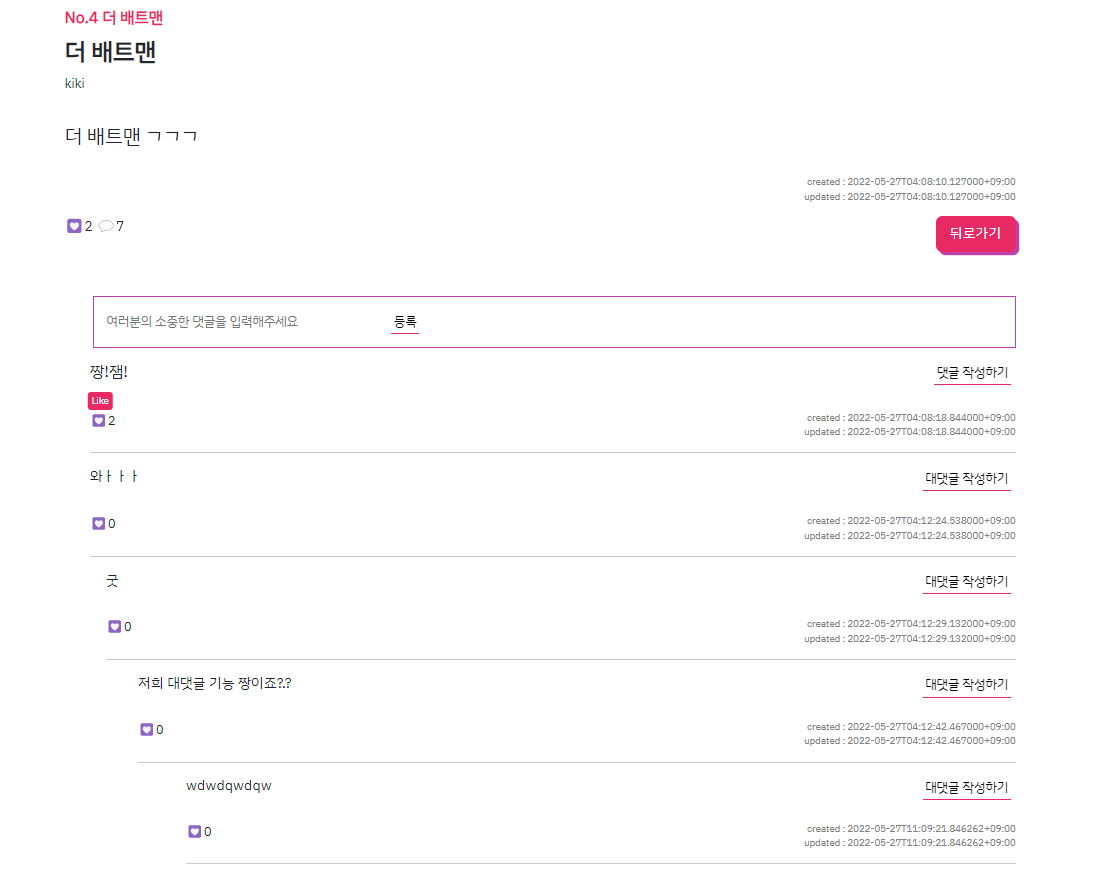 No.4 더 배트맨
더 배트맨
kiki
더 배트맨 ㄱㄱㄱ
created : 2022-05-27T04:08:10.127000+09:00
updated : 2022-05-27T04:08:10.127000+09:00
2 7
뒤로가기
여러분의 소중한 댓글을 입력해주세요 등록
짱!잼! 댓글 작성하기
Like
2
created : 2022-05-27T04:08:18.844000+09:00
updated : 2022-05-27T04:08:18.844000+09:00
와ㅏㅏㅏ 대댓글 작성하기
0
created : 2022-05-27T04:12:24.538000+09:00
updated : 2022-05-27T04:12:24.538000+09:00
굿 대댓글 작성하기
0
created : 2022-05-27T04:12:29.132000+09:00
updated : 2022-05-27T04:12:29.132000+09:00
저희 대댓글 기능 짱이죠?.? 대댓글 작성하기
0
created : 2022-05-27T04:12:42.467000+09:00
updated : 2022-05-27T04:12:42.467000+09:00
wdwdqwdqw 대댓글 작성하기
0
created : 2022-05-27T11:09:21.846262+09:00
updated : 2022-05-27T11:09:21.846262+09:00